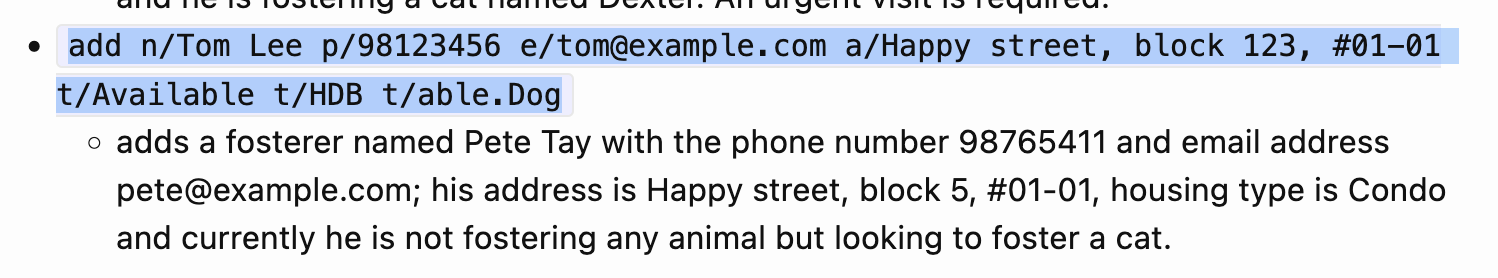 and he is fostering a cat named Dexter. An urgent visit is required.
add n/Tom Lee p/98123456 e/tom@example.com a/Happy street, block 123, #01-01
t/Available t/HDB t/able.Dog
adds a fosterer named Pete Tay with the phone number 98765411 and email address
pete@example.com; his address is Happy street, block 5, #01-01, housing type is Condo
and currently he is not fostering any animal but looking to foster a cat.